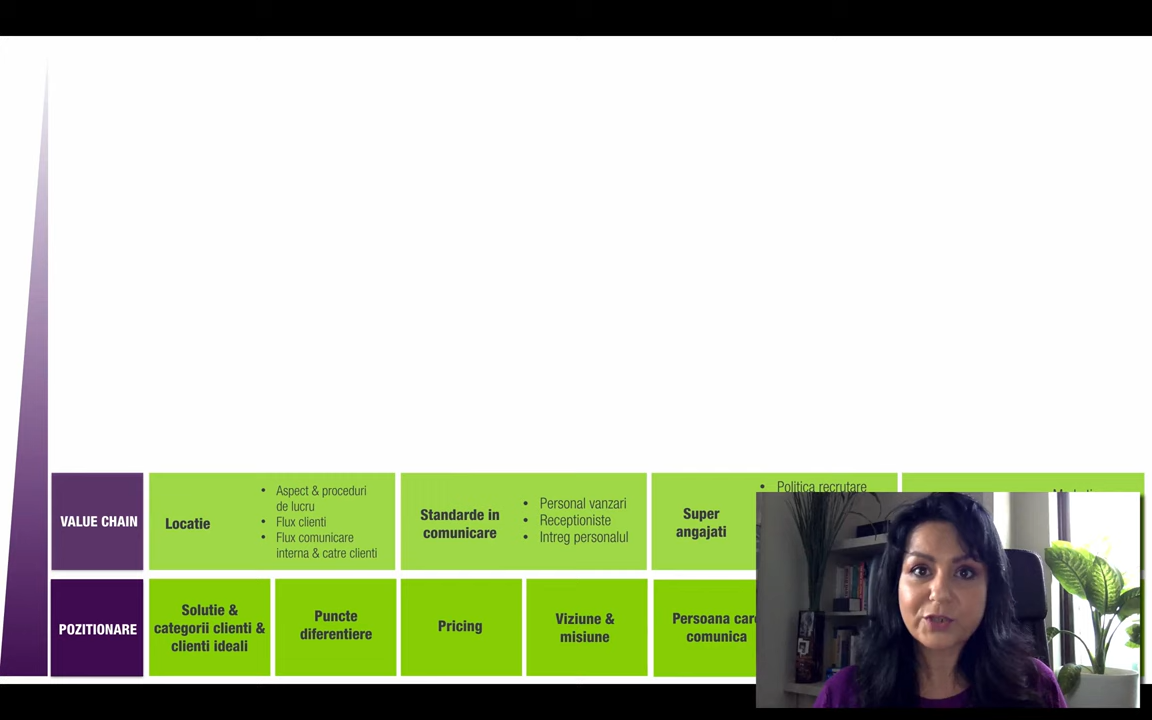 VALUE CHAIN
Locatie
• Aspect & proceduri
de lucru
• Flux clienti
• Flux comunicare
interna & catre clienti
Standarde in
comunicare
• Personal vanzari
• Receptioniste
• Intreg personalul
Super
angajati
• Politica recrutare
POZITIONARE
Solutie &
categorii clienti &
clienti ideali
Puncte
diferentiere
Pricing
Viziune &
misiune
Persoana care
comunica